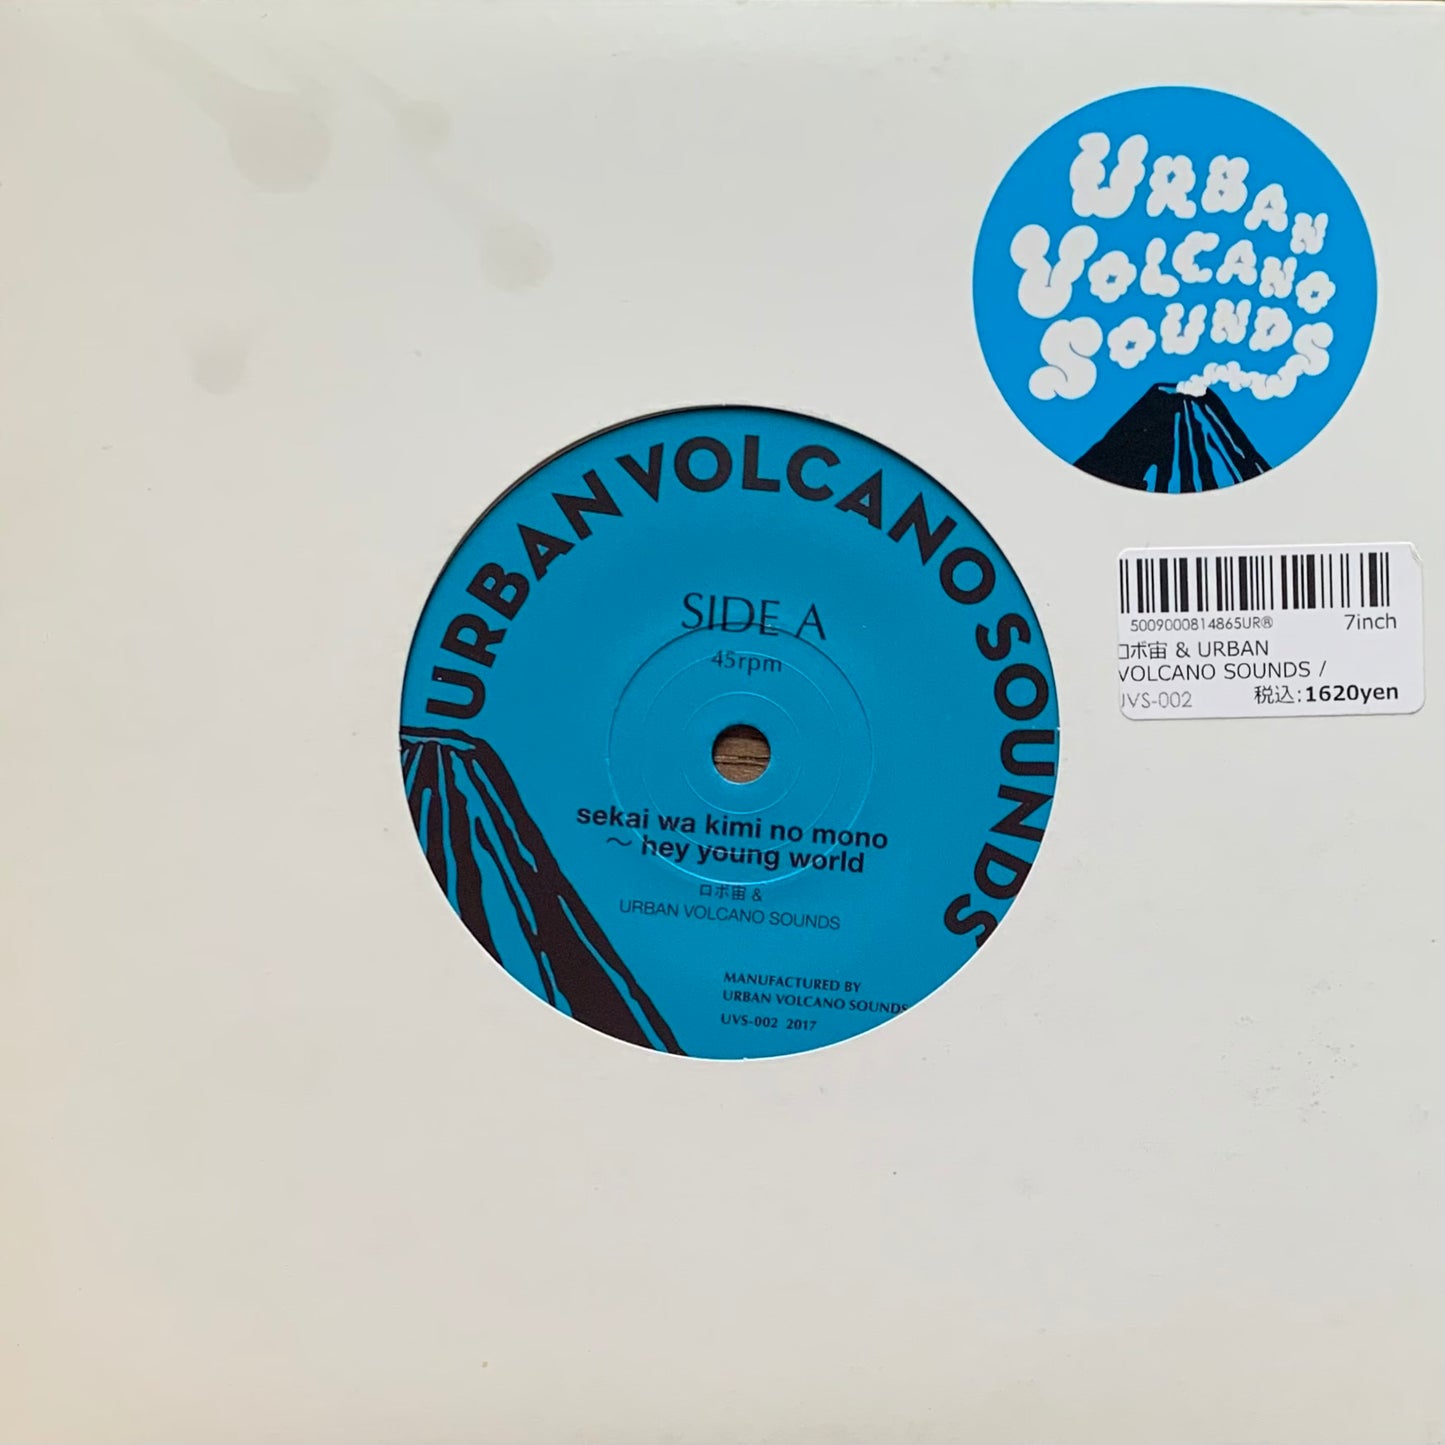 URBAN
VOLCANO
SOUNDS
5009000814865UR®
7inch
ロボ宙 & URBAN
VOLCANO SOUNDS /
UVS-002
税込:1620yen
URBAN VOLCANO SOUNDS
SIDE A
45rpm
sekai wa kimi no mono
〜 hey young world
ロボ宙 &
URBAN VOLCANO SOUNDS
MANUFACTURED BY
URBAN VOLCANO SOUNDS
UVS-002 2017